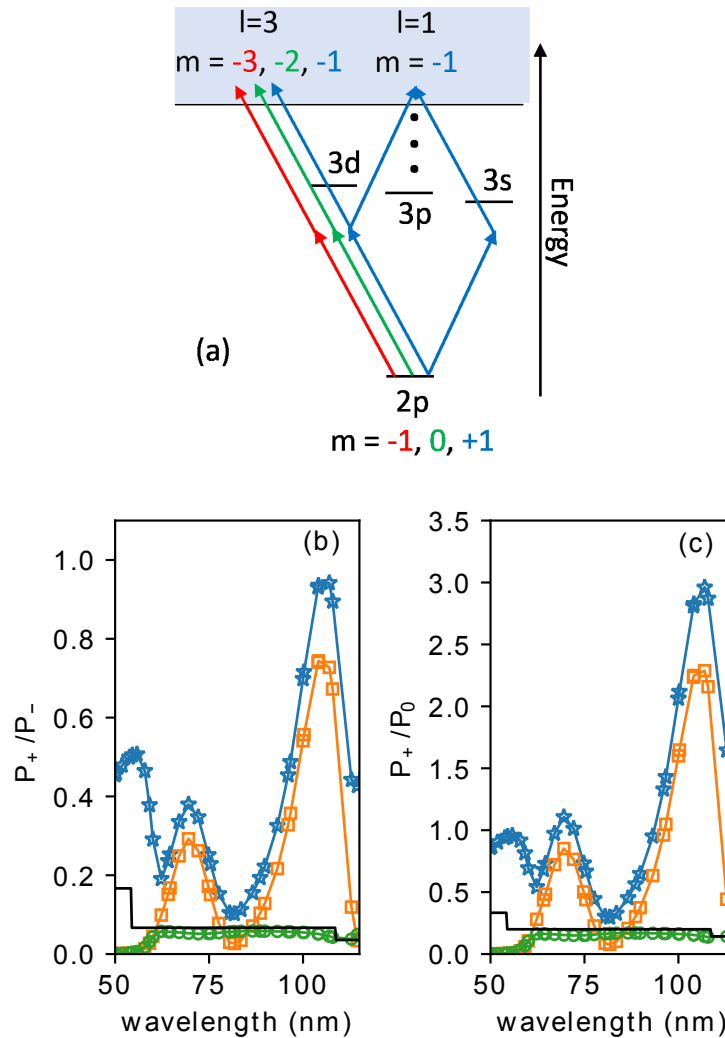 l=3 l=1
m = -3, -2, -1 m = -1
3d
3s
3p
Energy
(a)
2p
m = -1, 0, +1
(b)
1.0
0.8
0.6
0.4
0.2
0.0
P₊/P₋
50 75 100
wavelength (nm)
(c)
3.5
3.0
2.5
2.0
1.5
1.0
0.5
0.0
P₊/P₀
50 75 100
wavelength (nm)